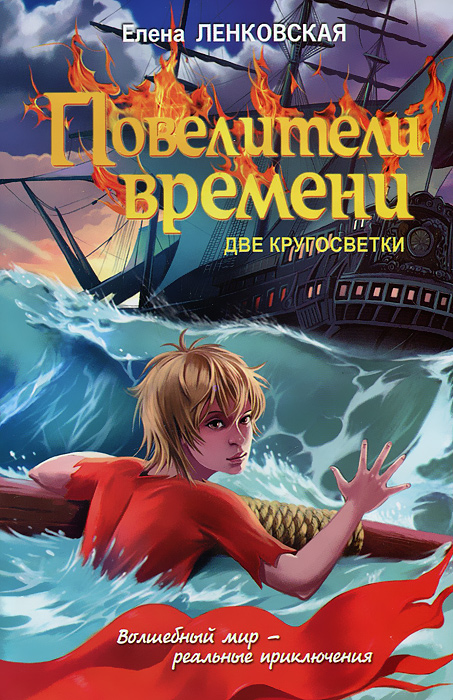 Елена ЛЕНКОВСКАЯ
Повелители
времени
ДВЕ КРУГОСВЕТКИ
Волшебный мир –
реальные приключения